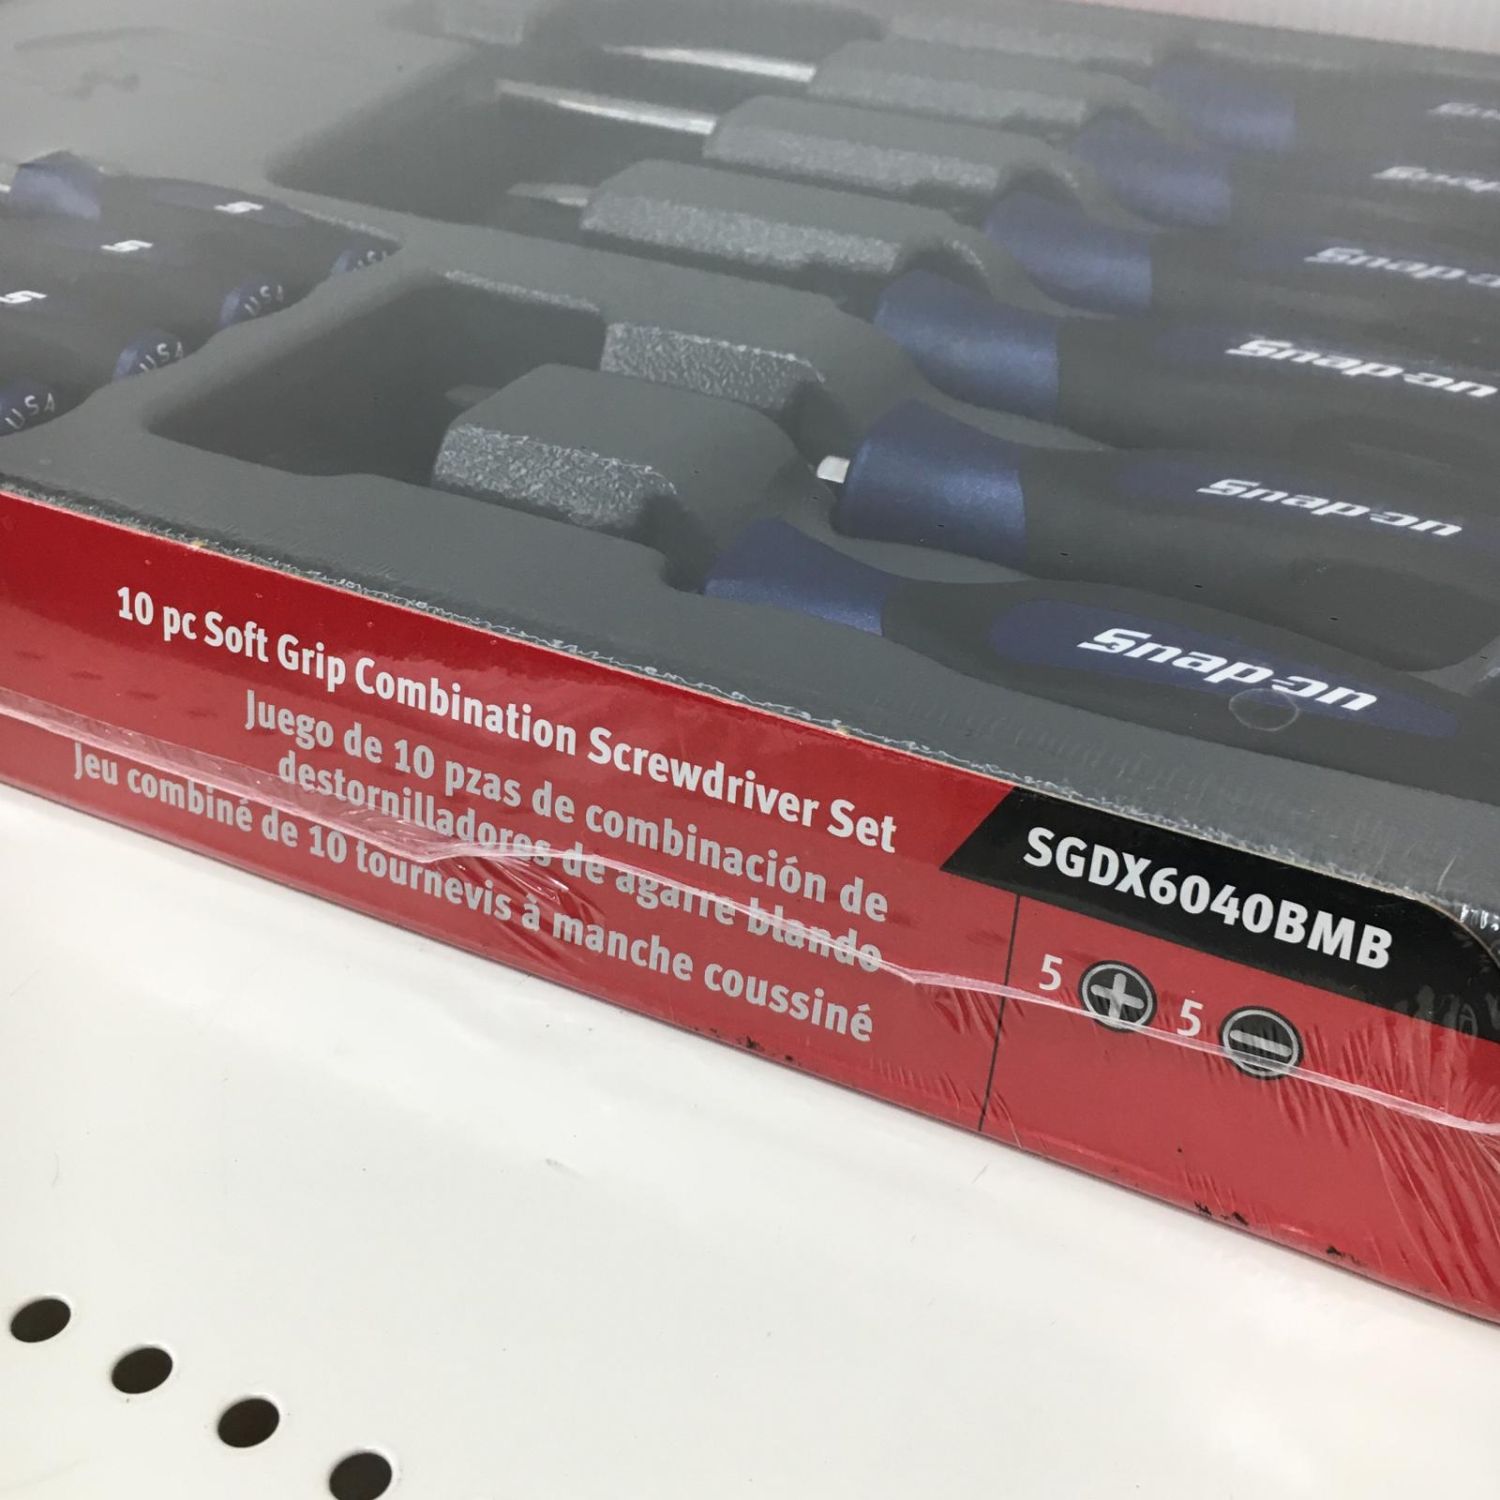 Snap-on
Snap-on
Snap-on
Snap-on
S
S
S
USA
USA
USA
USA
10 pc Soft Grip Combination Screwdriver Set
Juego de 10 pzas de combinación de
destornilladores de agarre blando
Jeu combiné de 10 tournevis à manche coussiné
SGDX6040BMB
5 5